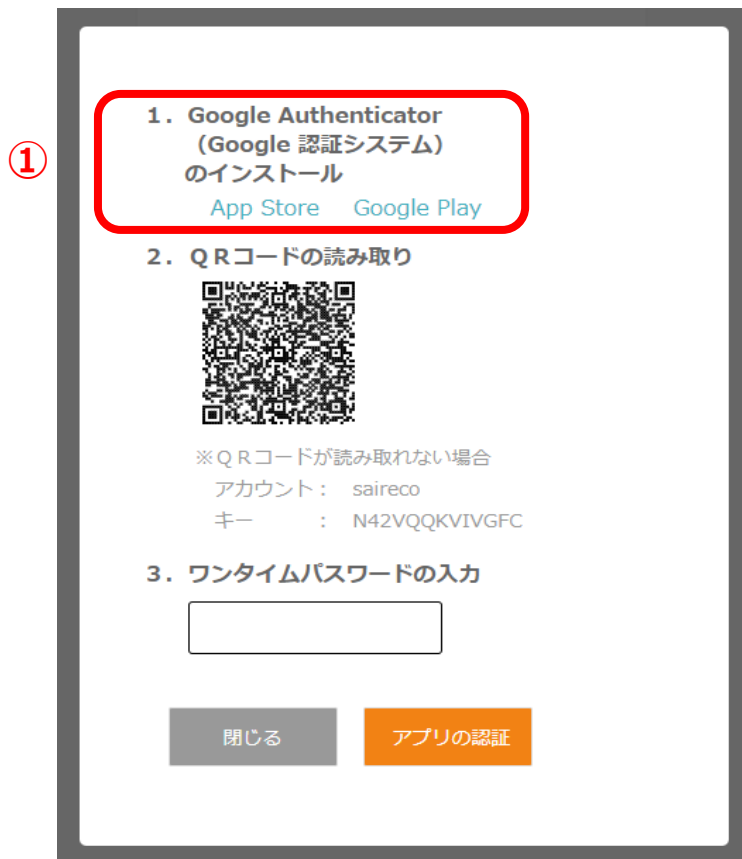 ①
1. Google Authenticator
（Google 認証システム）
のインストール
App Store Google Play
2. ＱＲコードの読み取り
※ＱＲコードが読み取れない場合
アカウント： saireco
キー ： N42VQQKVIVGFC
3. ワンタイムパスワードの入力
閉じる アプリの認証